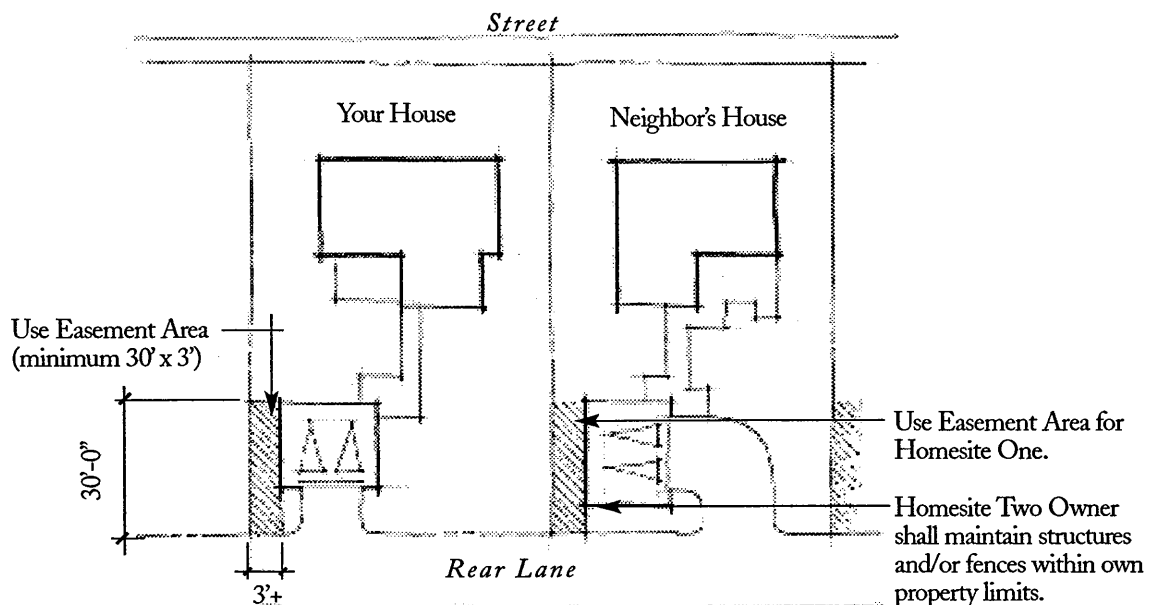 Street
Your House
Neighbor's House
Use Easement Area
(minimum 30' x 3')
30'-0"
Use Easement Area for
Homesite One.
Homesite Two Owner
shall maintain structures
and/or fences within own
property limits.
Rear Lane
3'+